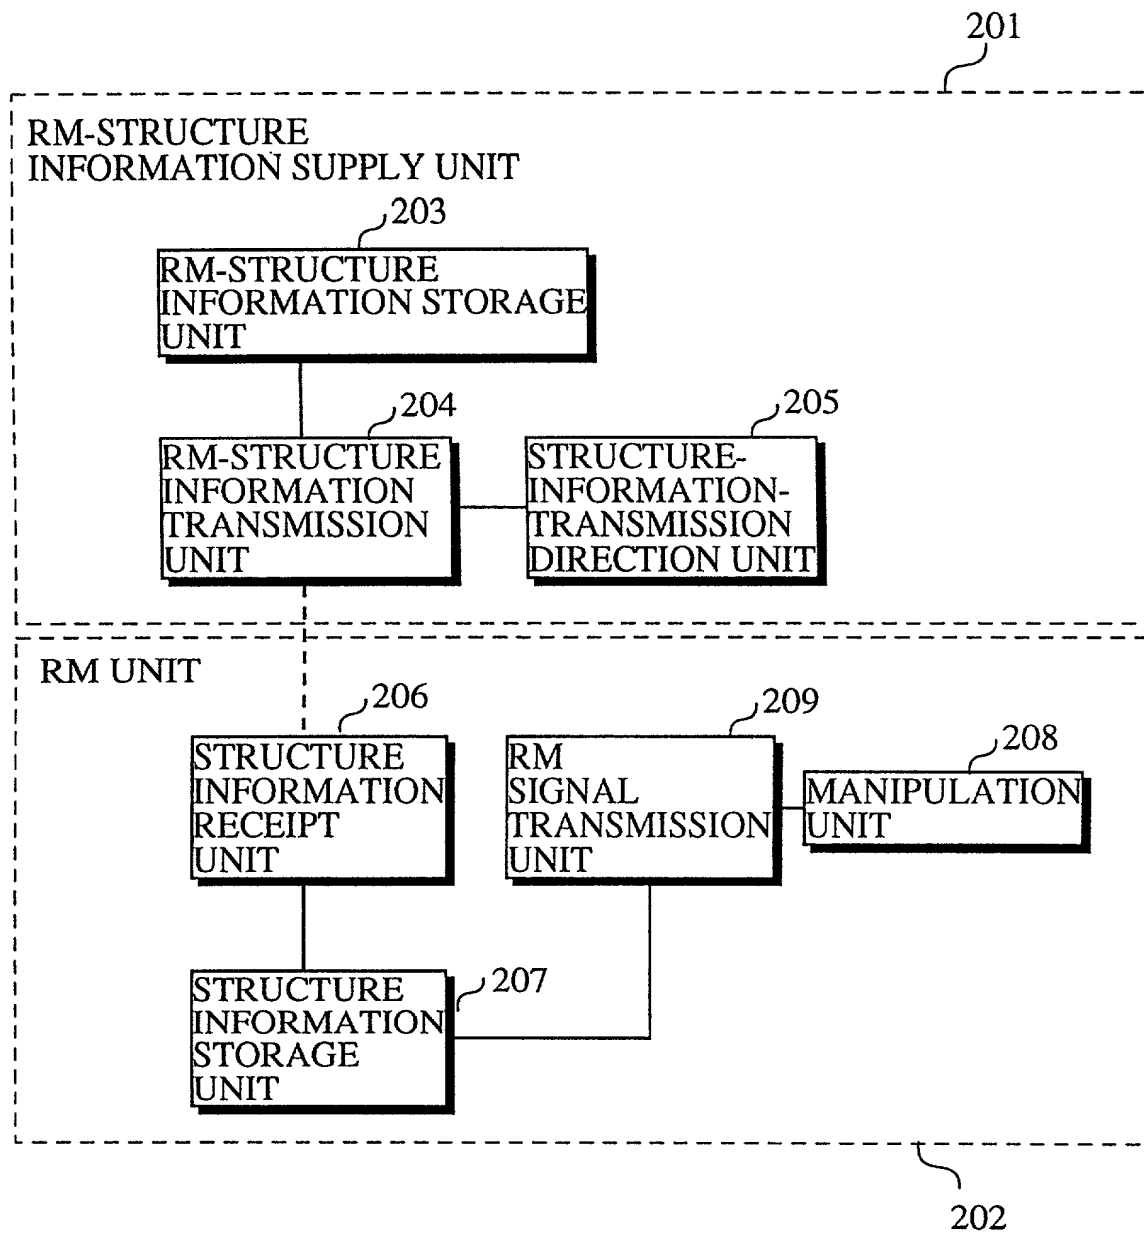 201
RM-STRUCTURE
INFORMATION SUPPLY UNIT
203
RM-STRUCTURE
INFORMATION STORAGE
UNIT
204
RM-STRUCTURE
INFORMATION
TRANSMISSION
UNIT
205
STRUCTURE-
INFORMATION-
TRANSMISSION
DIRECTION UNIT
RM UNIT
206
STRUCTURE
INFORMATION
RECEIPT
UNIT
209
RM
SIGNAL
TRANSMISSION
UNIT
208
MANIPULATION
UNIT
207
STRUCTURE
INFORMATION
STORAGE
UNIT
202